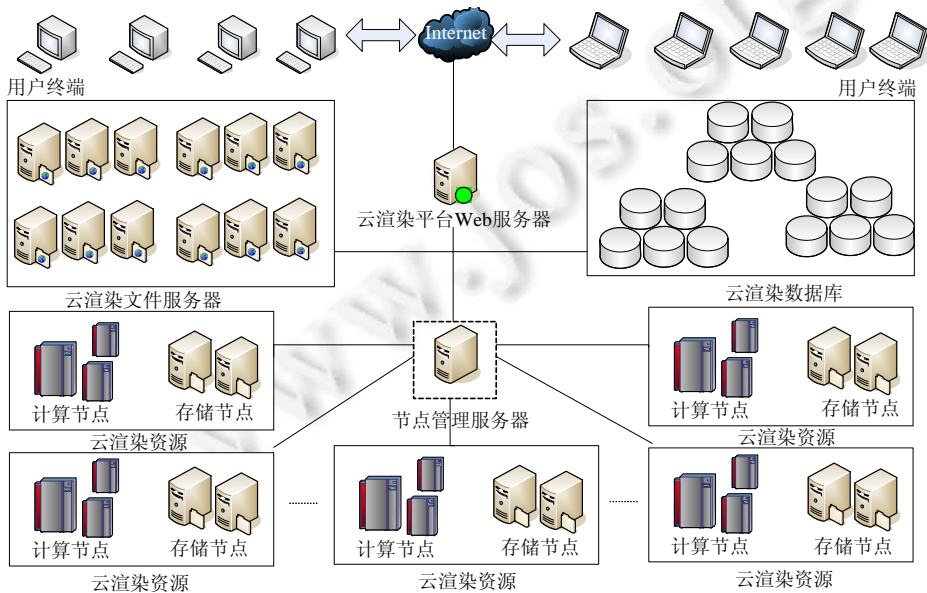 Internet
用户终端
用户终端
云渲染平台Web服务器
云渲染文件服务器
云渲染数据库
计算节点
存储节点
云渲染资源
节点管理服务器
计算节点
存储节点
云渲染资源
计算节点
存储节点
云渲染资源
........
计算节点
存储节点
云渲染资源
........
计算节点
存储节点
云渲染资源
www.jos.o